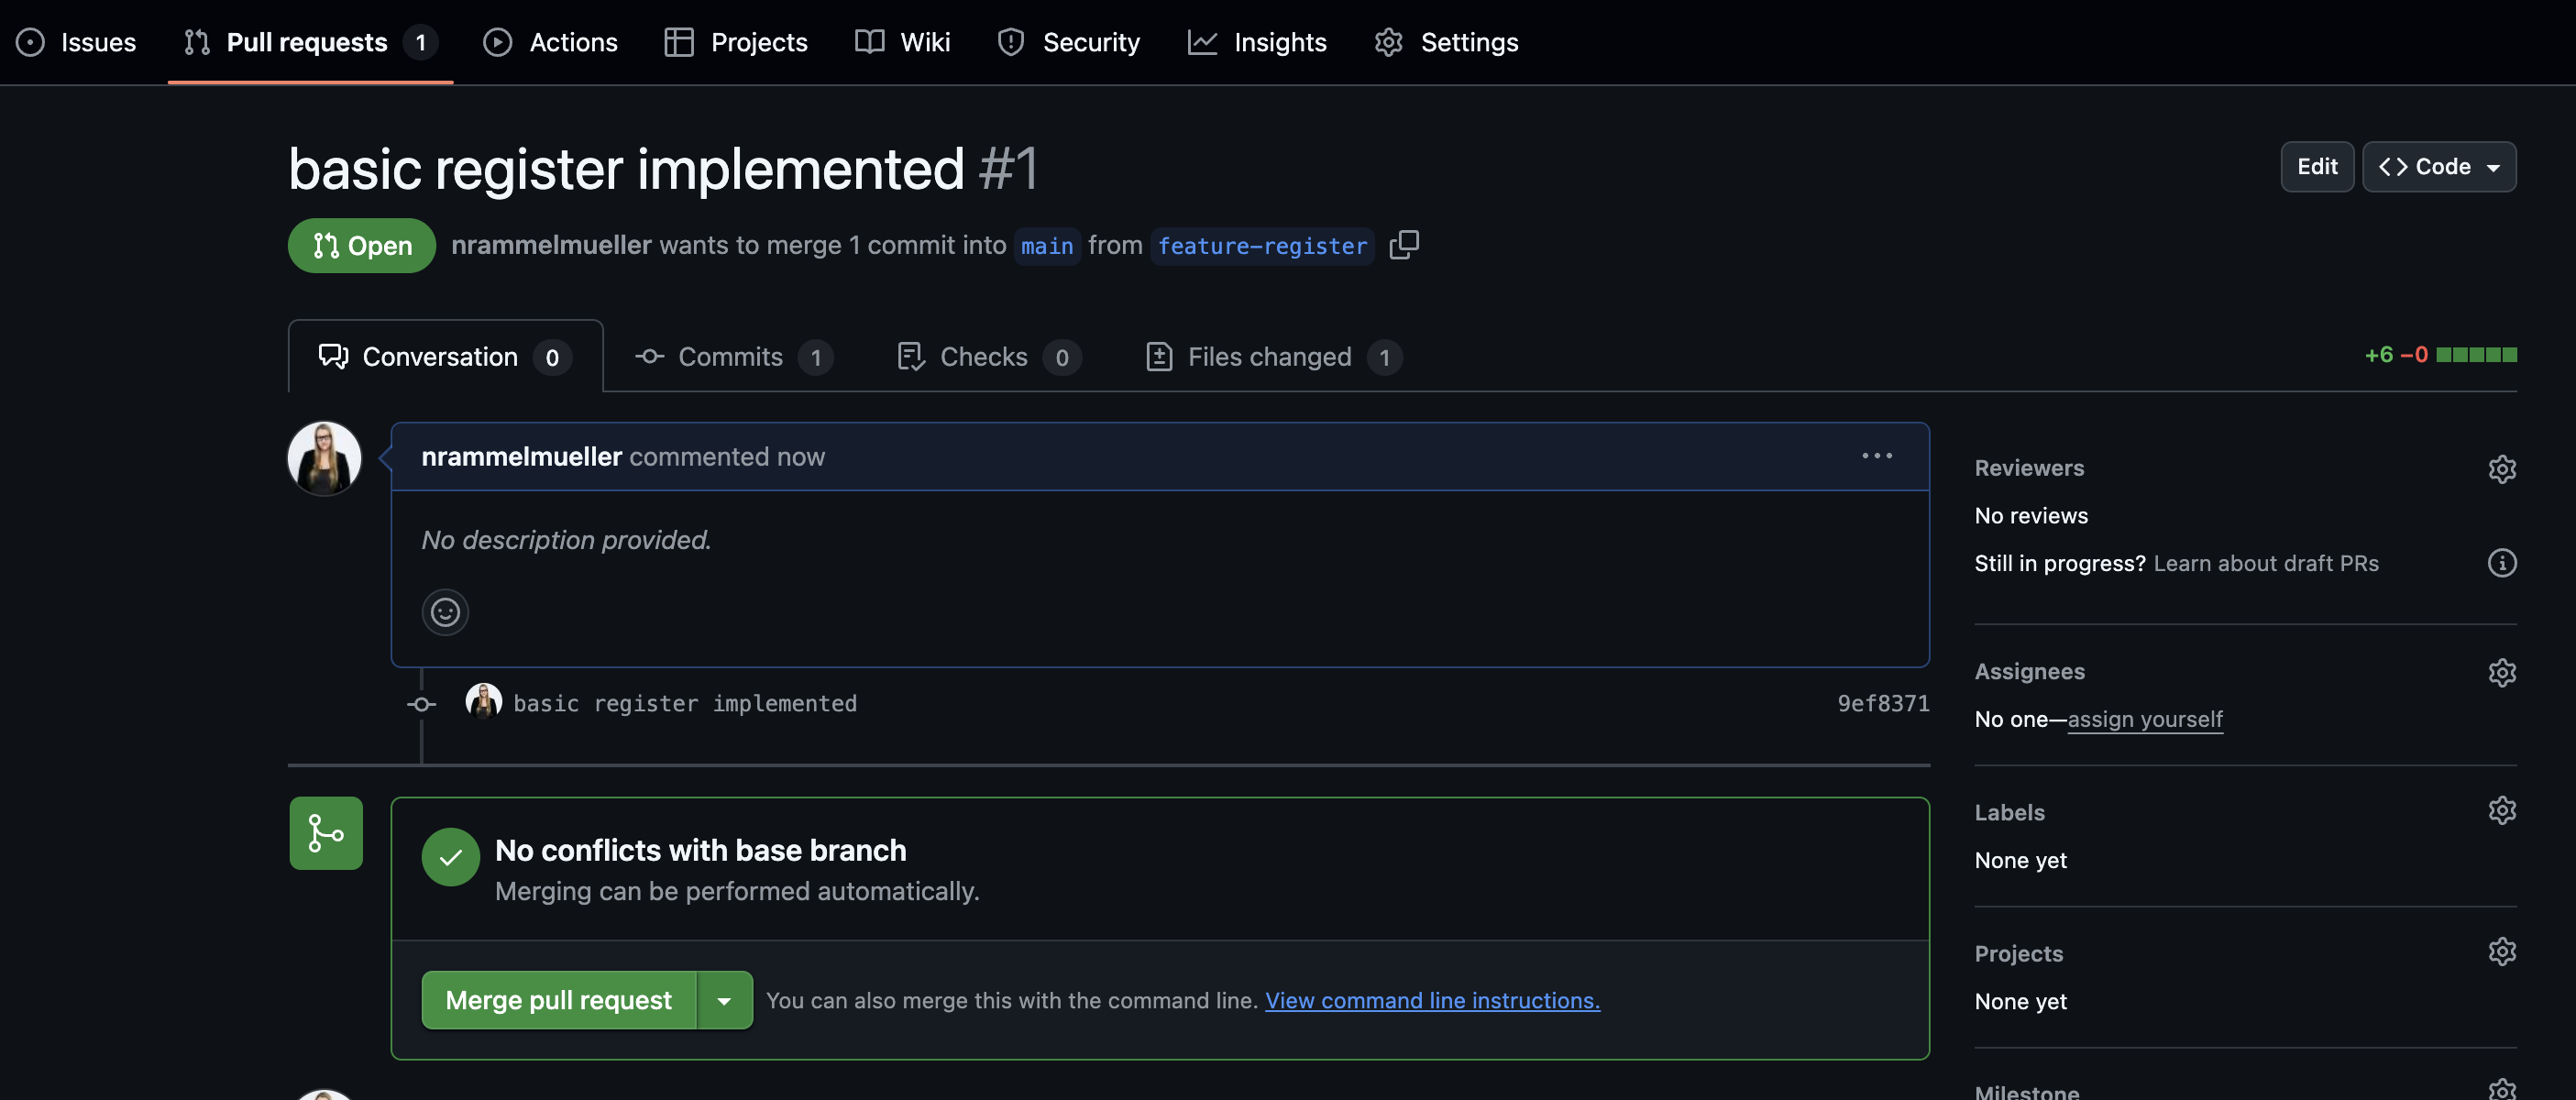 Issues Pull requests 1 Actions Projects Wiki Security Insights Settings
basic register implemented #1
Edit <> Code
Open nrammelmueller wants to merge 1 commit into main from feature-register
Conversation 0 Commits 1 Checks 0 Files changed 1
+6 −0
nrammelmueller commented now
No description provided.
basic register implemented 9ef8371
No conflicts with base branch
Merging can be performed automatically.
Merge pull request You can also merge this with the command line. View command line instructions.
Reviewers
No reviews
Still in progress? Learn about draft PRs
Assignees
No one—assign yourself
Labels
None yet
Projects
None yet
Milestone